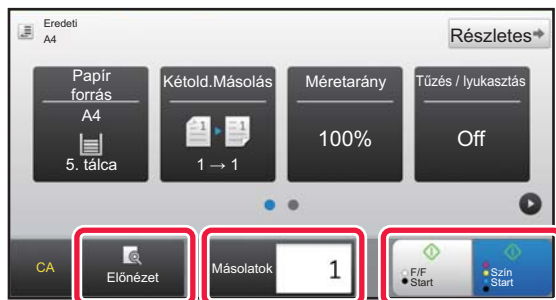 Eredeti
A4
Részletes
Papír
forrás
A4
5. tálca
Kétold.Másolás
1 → 1
Méretarány
100%
Tűzés / lyukasztás
Off
CA
Előnézet
Másolatok
1
F/F
Start
Szín
Start